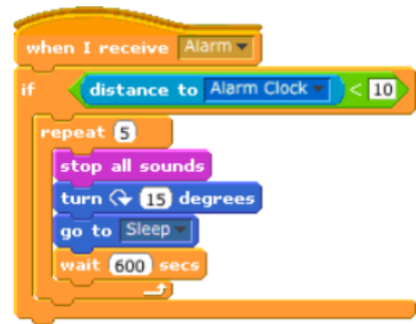 when I receive Alarm
if distance to Alarm Clock < 10
repeat 5
stop all sounds
turn ↻ 15 degrees
go to Sleep
wait 600 secs